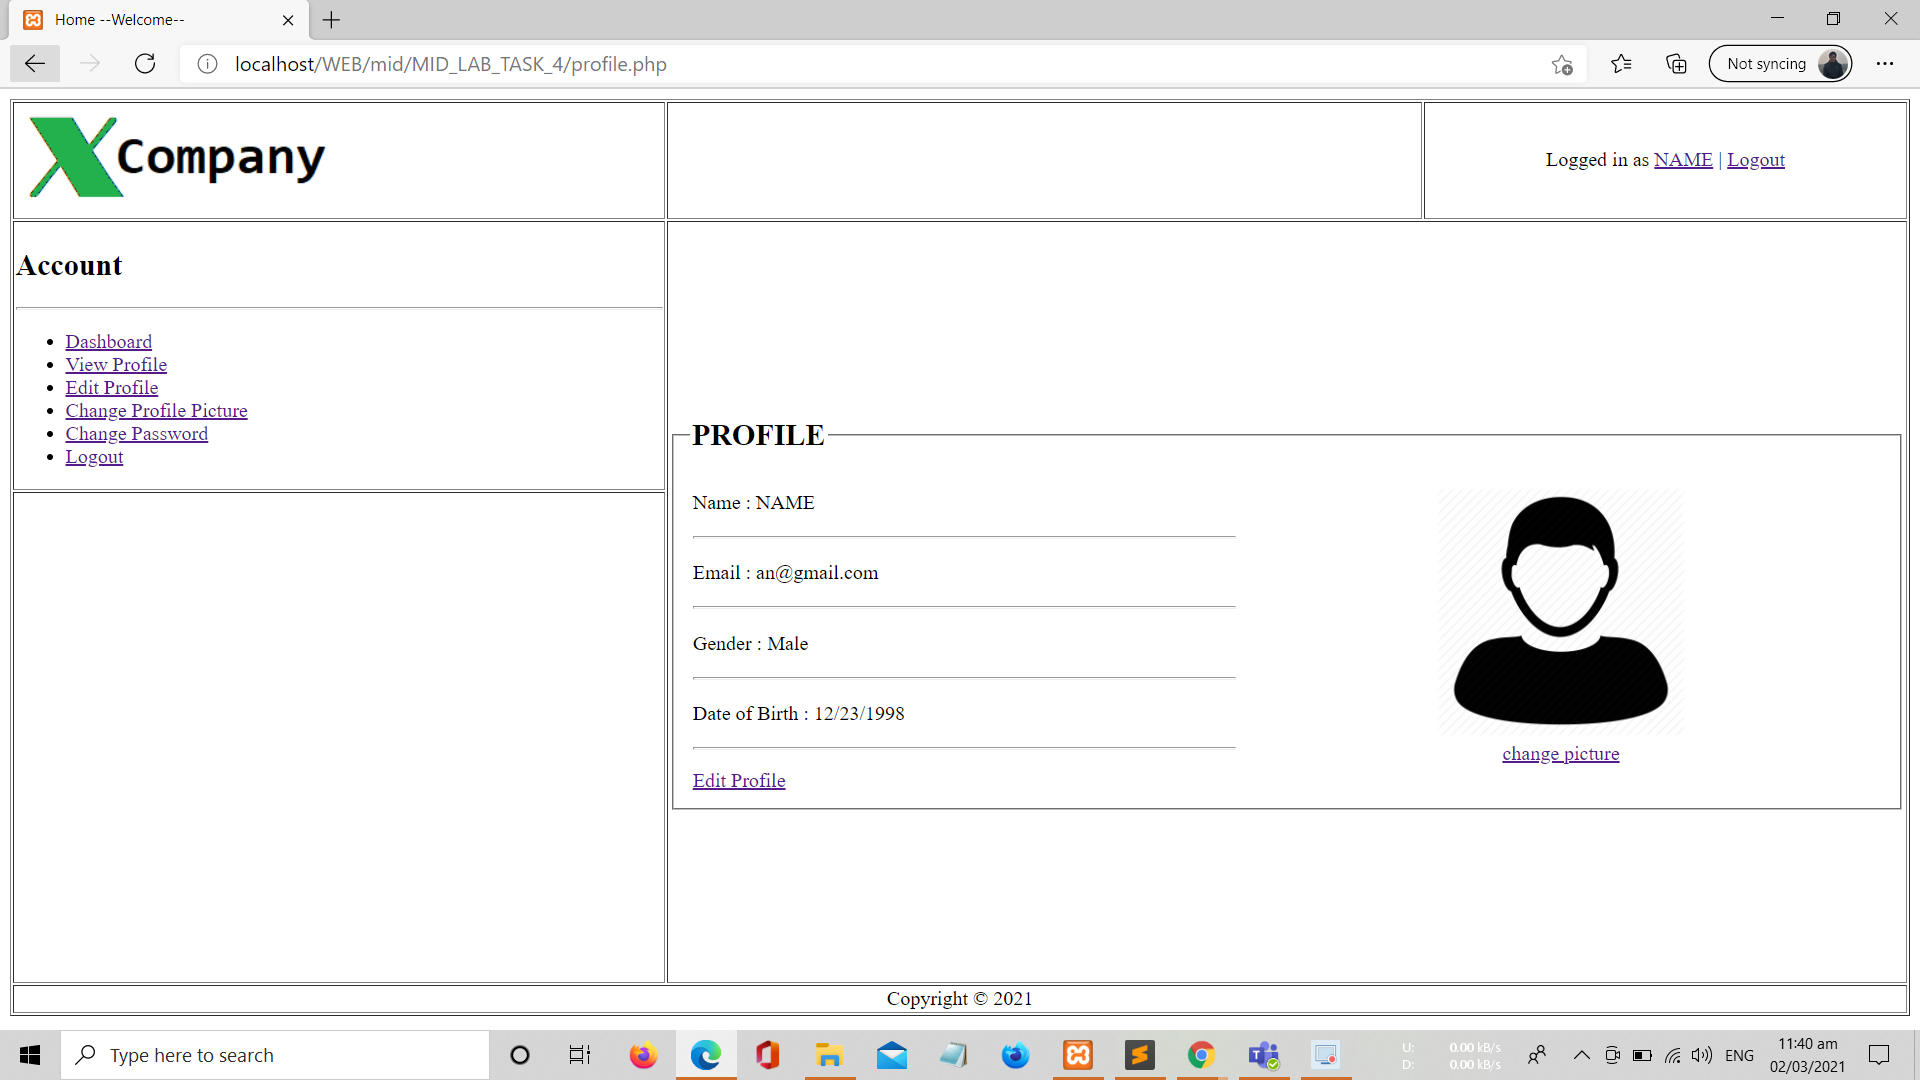 Home --Welcome--
localhost/WEB/mid/MID_LAB_TASK_4/profile.php
Not syncing
X Company
Logged in as NAME | Logout
Account
Dashboard
View Profile
Edit Profile
Change Profile Picture
Change Password
Logout
PROFILE
Name : NAME
Email : an@gmail.com
Gender : Male
Date of Birth : 12/23/1998
Edit Profile
change picture
Copyright © 2021
Type here to search
U: 0.00 kB/s
D: 0.00 kB/s
ENG
11:40 am
02/03/2021